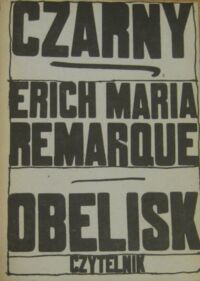 CZARNY
ERICH MARIA
REMARQUE
OBELISK
CZYTELNIK